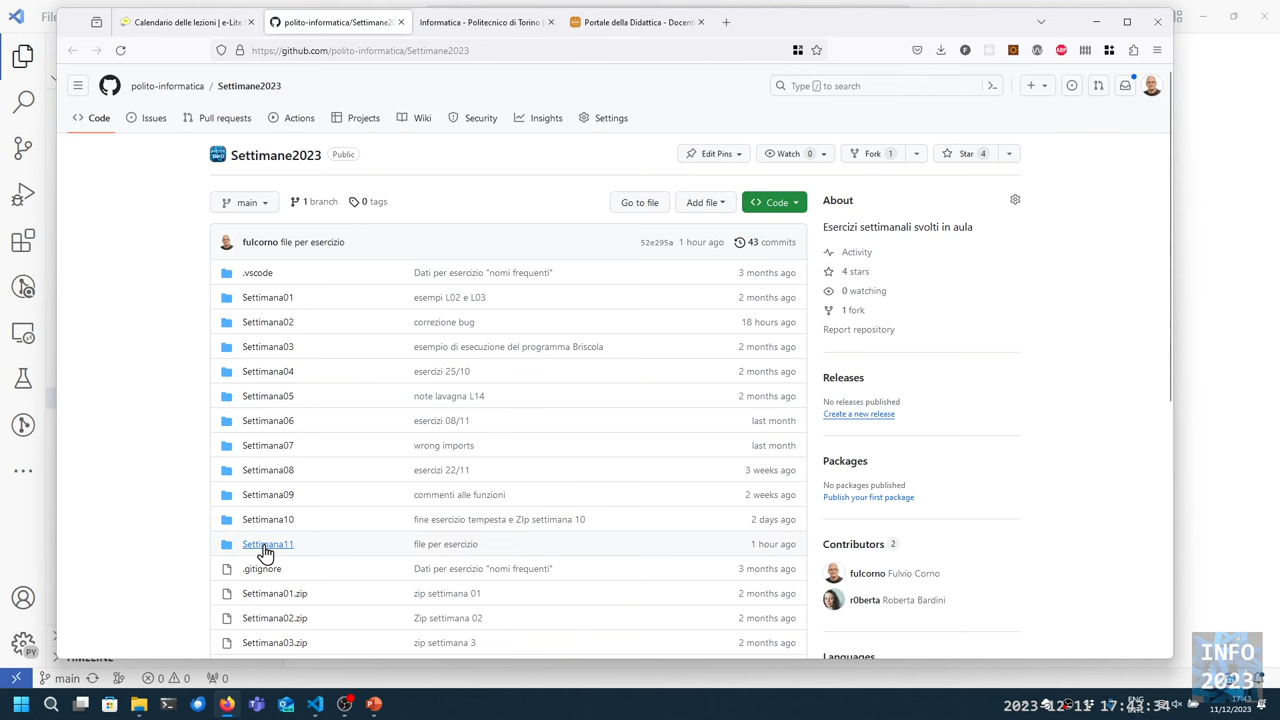 Calendario delle lezioni | e-Lite
polito-informatica/Settimane2023
Informatica - Politecnico di Torino (
Portale della Didattica - Docent
https://github.com/polito-informatica/Settimane2023
polito-informatica / Settimane2023
Type / to search
Code
Issues
Pull requests
Actions
Projects
Wiki
Security
Insights
Settings
Settimane2023
Public
Edit Pins
Watch 0
Fork 1
Star 4
main
1 branch
0 tags
Go to file
Add file
Code
About
Esercizi settimanali svolti in aula
fulcorno file per esercizio
52e295a 1 hour ago
43 commits
.vscode Dati per esercizio "nomi frequenti" 3 months ago
Settimana01 esempi L02 e L03 2 months ago
Settimana02 correzione bug 18 hours ago
Settimana03 esempio di esecuzione del programma Briscola 2 months ago
Settimana04 esercizi 25/10 2 months ago
Settimana05 note lavagna L14 2 months ago
Settimana06 esercizi 08/11 last month
Settimana07 wrong imports last month
Settimana08 esercizi 22/11 3 weeks ago
Settimana09 commenti alle funzioni 2 weeks ago
Settimana10 fine esercizio tempesta e ZIp settimana 10 2 days ago
Settimana11 file per esercizio 1 hour ago
.gitignore Dati per esercizio "nomi frequenti" 3 months ago
Settimana01.zip zip settimana 01 2 months ago
Settimana02.zip Zip settimana 02 2 months ago
Settimana03.zip zip settimana 3 2 months ago
Activity
4 stars
0 watching
1 fork
Report repository
Releases
No releases published
Create a new release
Packages
No packages published
Publish your first package
Contributors 2
fulcorno Fulvio Corno
r0berta Roberta Bardini
Languages
TIMELINE
PY
main
0 0
0
INFO
2023
ENG
17:43
11/12/2023